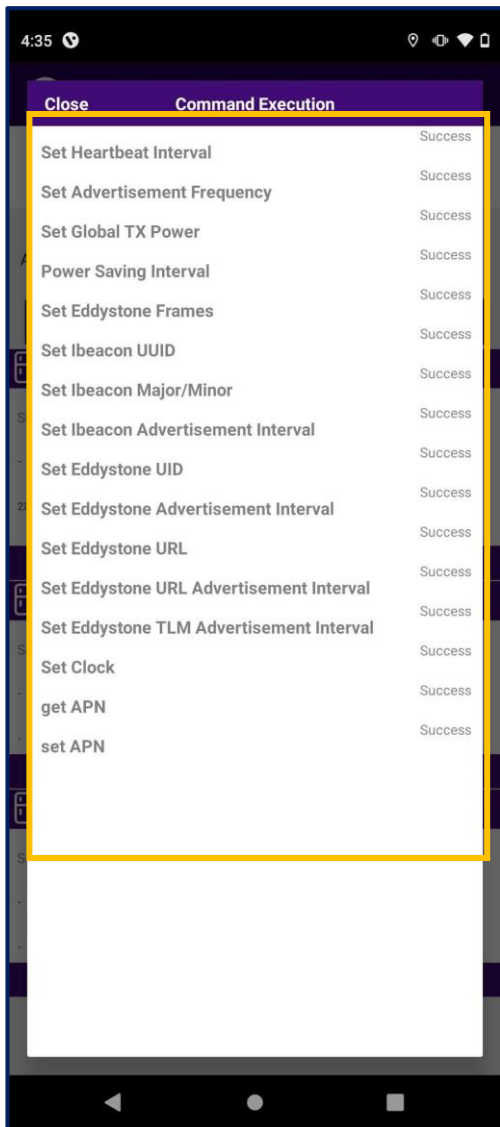 4:35
Close Command Execution
Success
Set Heartbeat Interval
Success
Set Advertisement Frequency
Success
Set Global TX Power
Success
Power Saving Interval
Success
Set Eddystone Frames
Success
Set Ibeacon UUID
Success
Set Ibeacon Major/Minor
Success
Set Ibeacon Advertisement Interval
Success
Set Eddystone UID
Success
Set Eddystone Advertisement Interval
Success
Set Eddystone URL
Success
Set Eddystone URL Advertisement Interval
Success
Set Eddystone TLM Advertisement Interval
Success
Set Clock
Success
get APN
Success
set APN